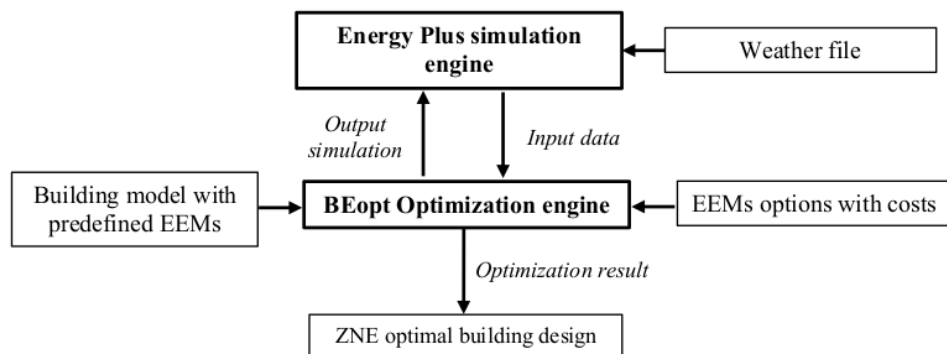 Energy Plus simulation
engine
Weather file
Output
simulation
Input data
Building model with
predefined EEMs
BEopt Optimization engine
EEMs options with costs
Optimization result
ZNE optimal building design